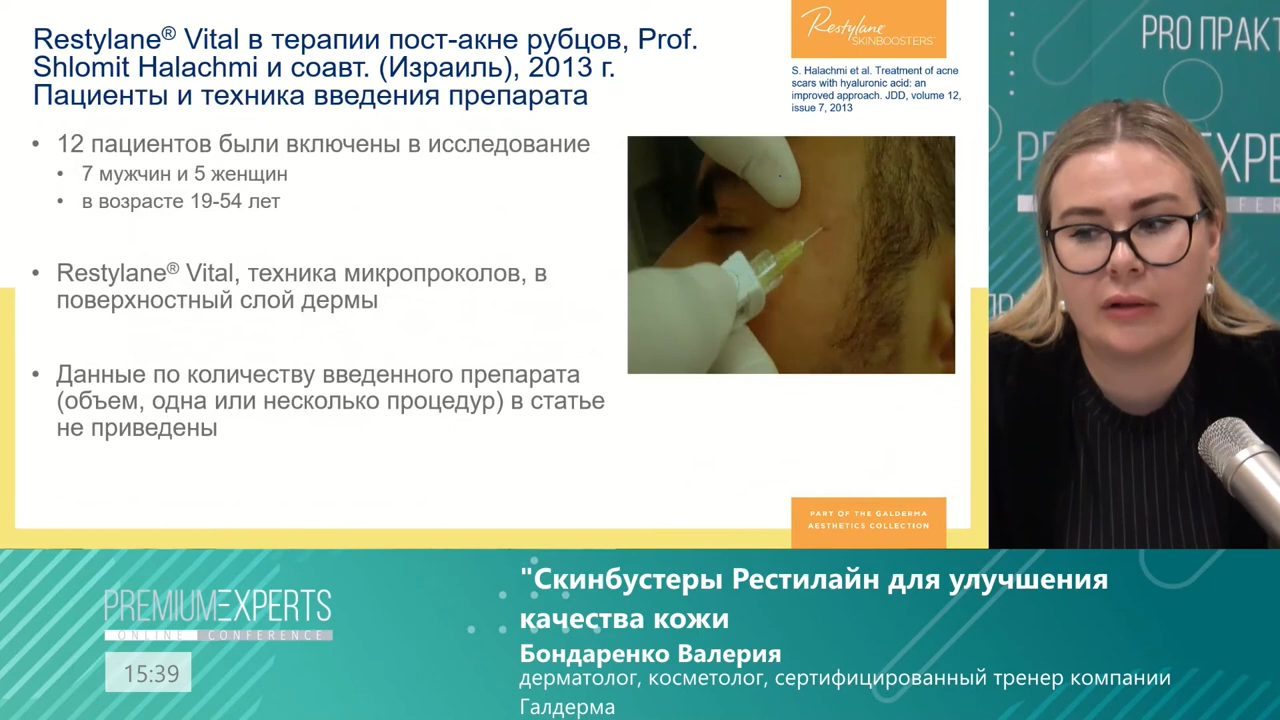 Restylane® Vital в терапии пост-акне рубцов, Prof.
Shlomit Halachmi и соавт. (Израиль), 2013 г.
Пациенты и техника введения препарата
• 12 пациентов были включены в исследование
• 7 мужчин и 5 женщин
• в возрасте 19-54 лет
• Restylane® Vital, техника микропроколов, в
поверхностный слой дермы
• Данные по количеству введенного препарата
(объем, одна или несколько процедур) в статье
не приведены
Restylane
SKINBOOSTERS™
S. Halachmi et al. Treatment of acne
scars with hyaluronic acid: an
improved approach. JDD, volume 12,
issue 7, 2013
PART OF THE GALDERMA
AESTHETICS COLLECTION
PRO ПРАКТ
PREMIUM
XPE
PREMIUMEXPERTS
ONLINE CONFERENCE
15:39
"Скинбустеры Рестилайн для улучшения
качества кожи
Бондаренко Валерия
дерматолог, косметолог, сертифицированный тренер компании
Галдерма